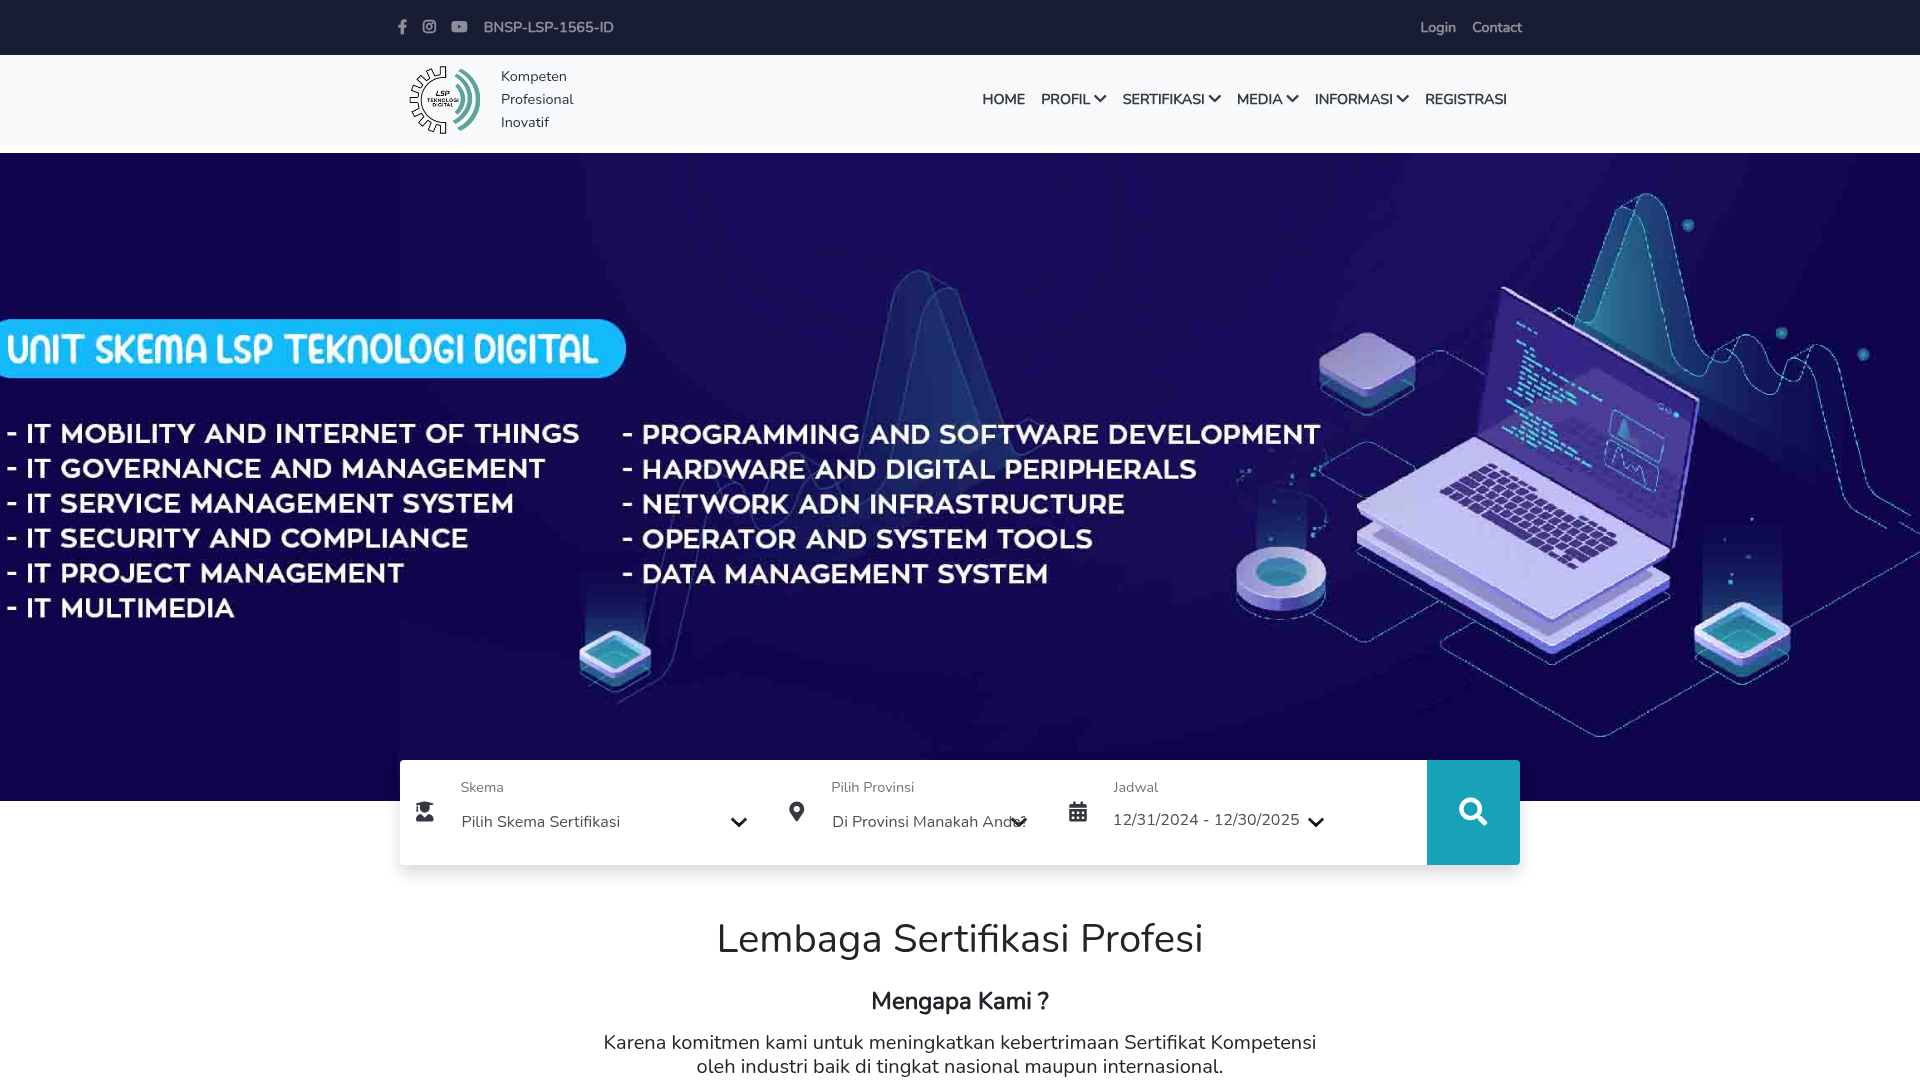 BNSP-LSP-1565-ID
Login Contact
LSP
TEKNOLOGI
DIGITAL
Kompeten
Profesional
Inovatif
HOME PROFIL SERTIFIKASI MEDIA INFORMASI REGISTRASI
UNIT SKEMA LSP TEKNOLOGI DIGITAL
- IT MOBILITY AND INTERNET OF THINGS
- IT GOVERNANCE AND MANAGEMENT
- IT SERVICE MANAGEMENT SYSTEM
- IT SECURITY AND COMPLIANCE
- IT PROJECT MANAGEMENT
- IT MULTIMEDIA
- PROGRAMMING AND SOFTWARE DEVELOPMENT
- HARDWARE AND DIGITAL PERIPHERALS
- NETWORK ADN INFRASTRUCTURE
- OPERATOR AND SYSTEM TOOLS
- DATA MANAGEMENT SYSTEM
Skema
Pilih Skema Sertifikasi
Pilih Provinsi
Di Provinsi Manakah Anda?
Jadwal
12/31/2024 - 12/30/2025
Lembaga Sertifikasi Profesi
Mengapa Kami ?
Karena komitmen kami untuk meningkatkan kebertrimaan Sertifikat Kompetensi
oleh industri baik di tingkat nasional maupun internasional.